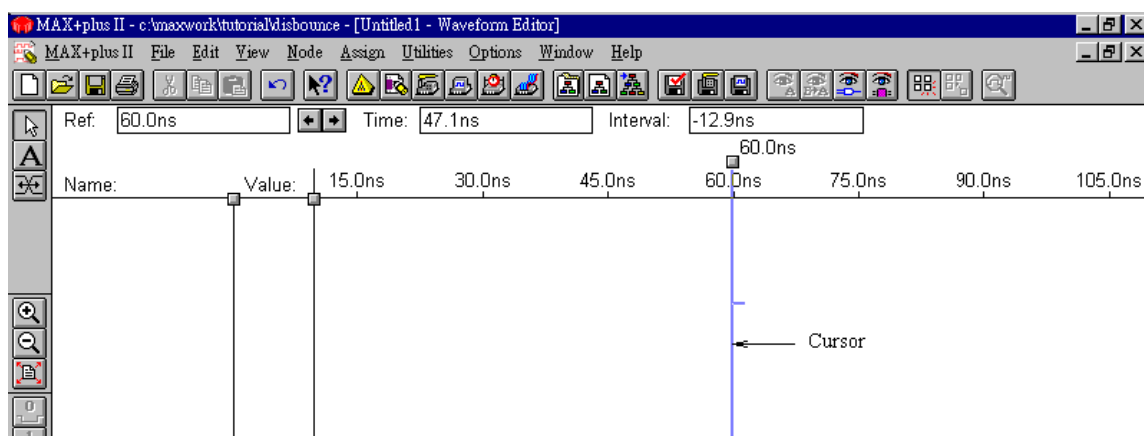 MAX+plus II - c:\maxwork\tutorial\disbounce - [Untitled1 - Waveform Editor]
MAX+plus II File Edit View Node Assign Utilities Options Window Help
Ref: 60.0ns Time: 47.1ns Interval: -12.9ns
60.0ns
Name: Value: 15.0ns 30.0ns 45.0ns 60.0ns 75.0ns 90.0ns 105.0ns
Cursor